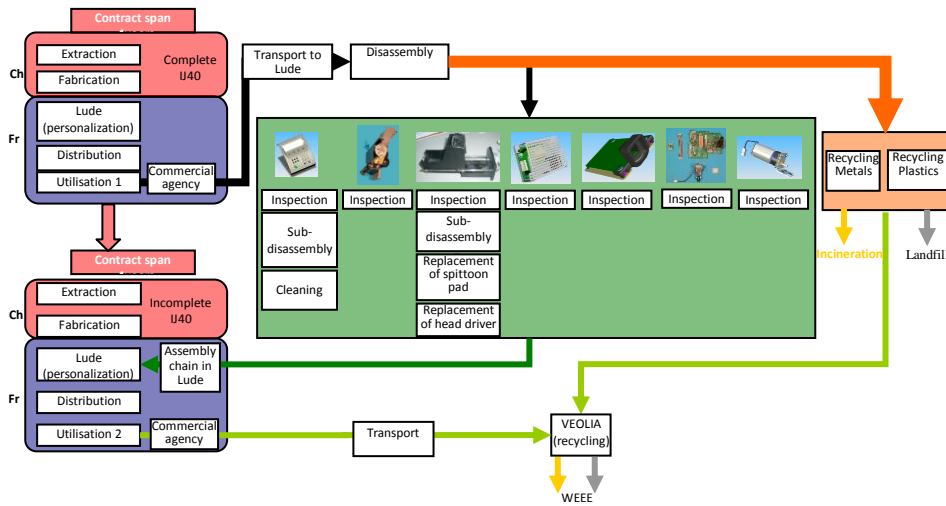 Contract span
Extraction
Complete
IJ40
Ch
Fabrication
Lude
(personalization)
Fr
Distribution
Utilisation 1
Commercial
agency
Transport to
Lude
Disassembly
Inspection
Sub-
disassembly
Cleaning
Inspection
Inspection
Sub-
disassembly
Replacement
of spittoon
pad
Replacement
of head driver
Inspection
Inspection
Inspection
Inspection
Recycling
Metals
Recycling
Plastics
Incineration
Landfill
Contract span
Extraction
Incomplete
IJ40
Ch
Fabrication
Lude
(personalization)
Assembly
chain in
Lude
Fr
Distribution
Utilisation 2
Commercial
agency
Transport
VEOLIA
(recycling)
WEEE